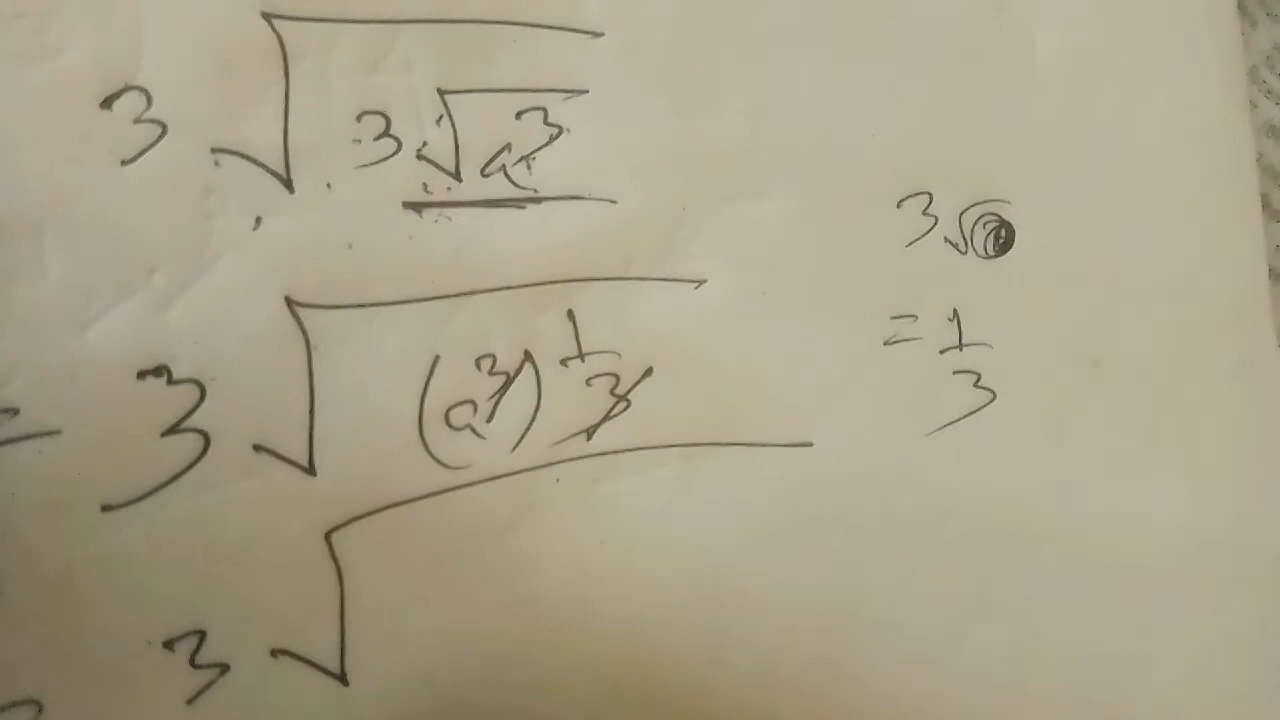 3√(3√a³)
= 3√((a³)^1/3)
3√
3√
= 1/3